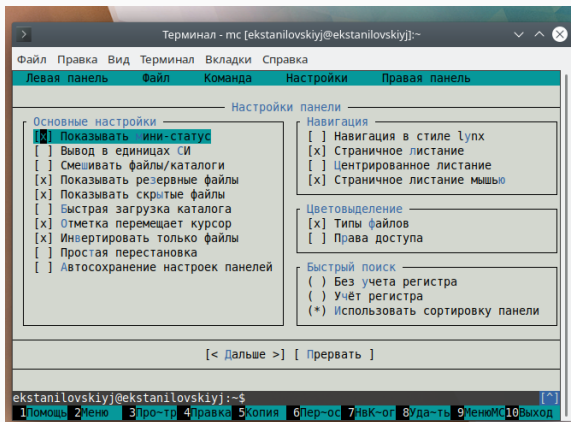 Терминал - mc [ekstanilovskiyj@ekstanilovskiyj]:~
Файл Правка Вид Терминал Вкладки Справка
Левая панель Файл Команда Настройки Правая панель
Настройки панели
Основные настройки
[x] Показывать мини-статус
[ ] Вывод в единицах СИ
[ ] Смешивать файлы/каталоги
[x] Показывать резервные файлы
[x] Показывать скрытые файлы
[ ] Быстрая загрузка каталога
[x] Отметка перемещает курсор
[x] Инвертировать только файлы
[ ] Простая перестановка
[ ] Автосохранение настроек панелей
Навигация
[ ] Навигация в стиле lynx
[x] Страничное листание
[ ] Центрированное листание
[x] Страничное листание мышью
Цветовыделение
[x] Типы файлов
[ ] Права доступа
Быстрый поиск
( ) Без учета регистра
( ) Учёт регистра
(*) Использовать сортировку панели
[< Дальше >] [ Прервать ]
ekstanilovskiyj@ekstanilovskiyj:~$ [^]
1Помощь 2Меню 3Про~тр 4Правка 5Копия 6Пер~ос 7НвК~ог 8Уда~ть 9МенюМС 10Выход